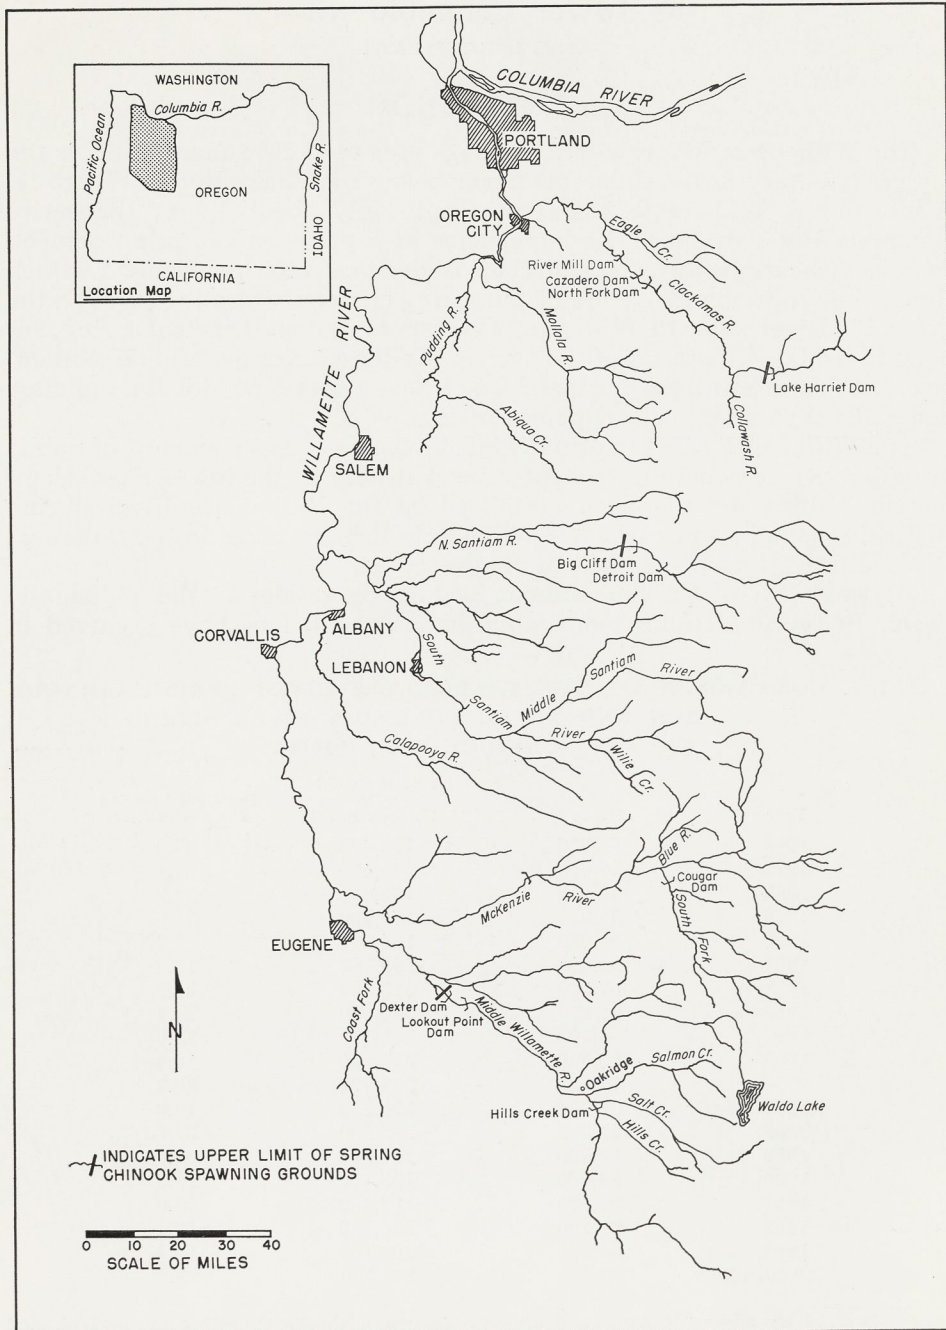 WASHINGTON
Columbia R.
Pacific Ocean
OREGON
Snake R.
IDAHO
CALIFORNIA
Location Map
COLUMBIA RIVER
PORTLAND
OREGON
CITY
Eagle
Cr.
River Mill Dam
Cazadero Dam
North Fork Dam
Clackamas R.
WILLAMETTE RIVER
Pudding R.
Mollala R.
Lake Harriet Dam
Abiqua Cr.
Collawash R.
SALEM
N. Santiam R.
Big Cliff Dam
Detroit Dam
ALBANY
CORVALLIS
LEBANON
South
Santiam
River
Middle
Santiam
River
Wilie
Cr.
Calapooya R.
Blue R.
Cougar
Dam
McKenzie
River
South
Fork
EUGENE
Coast Fork
Dexter Dam
Lookout Point
Dam
Middle
Willamette R.
Oakridge
Salmon Cr.
Waldo Lake
Hills Creek Dam
Salt Cr.
Hills Cr.
N
INDICATES UPPER LIMIT OF SPRING
CHINOOK SPAWNING GROUNDS
0 10 20 30 40
SCALE OF MILES